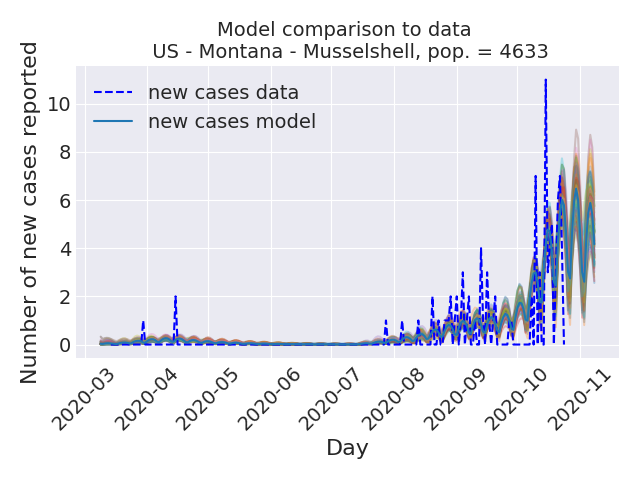 Model comparison to data
US - Montana - Musselshell, pop. = 4633
Number of new cases reported
10
8
6
4
2
0
new cases data
new cases model
2020-03
2020-04
2020-05
2020-06
2020-07
2020-08
2020-09
2020-10
2020-11
Day